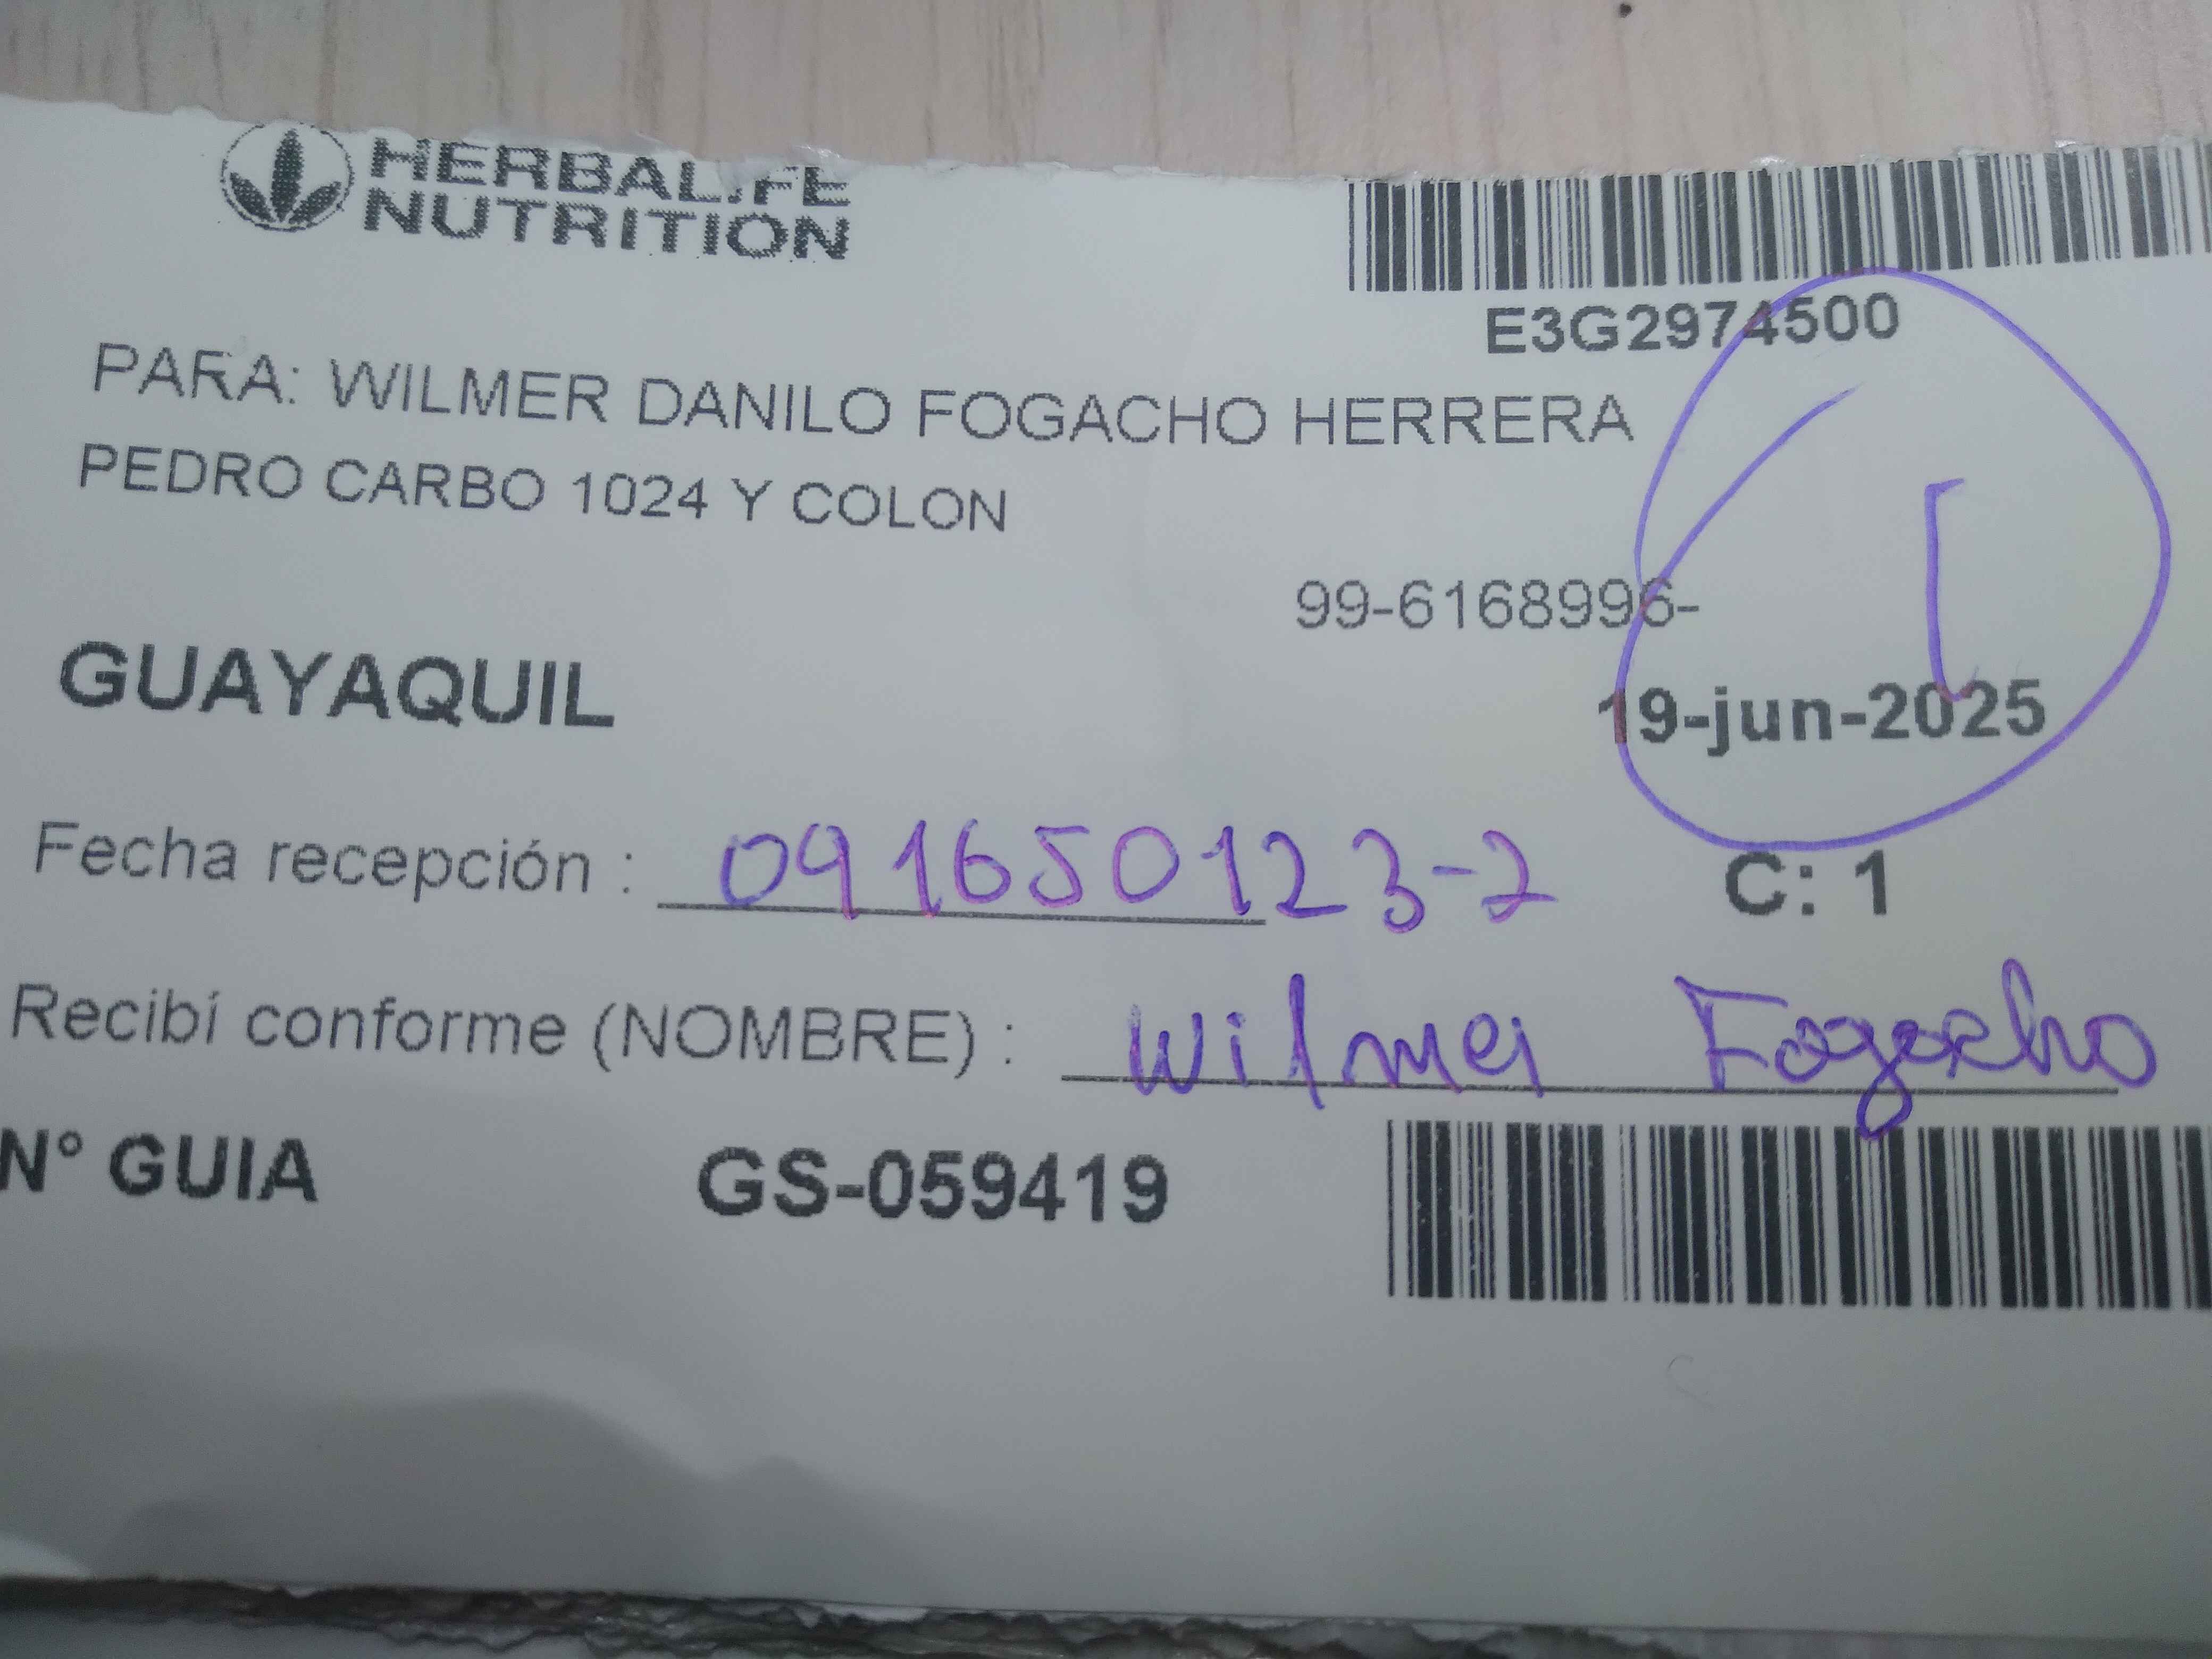 HERBALIFE
NUTRITION
E3G2974500
PARA: WILMER DANILO FOGACHO HERRERA
PEDRO CARBO 1024 Y COLON
99-6168996-
GUAYAQUIL
19-jun-2025
Fecha recepción : 091650123-2 C: 1
Recibí conforme (NOMBRE) : Wilmer Fogacho
N° GUIA GS-059419